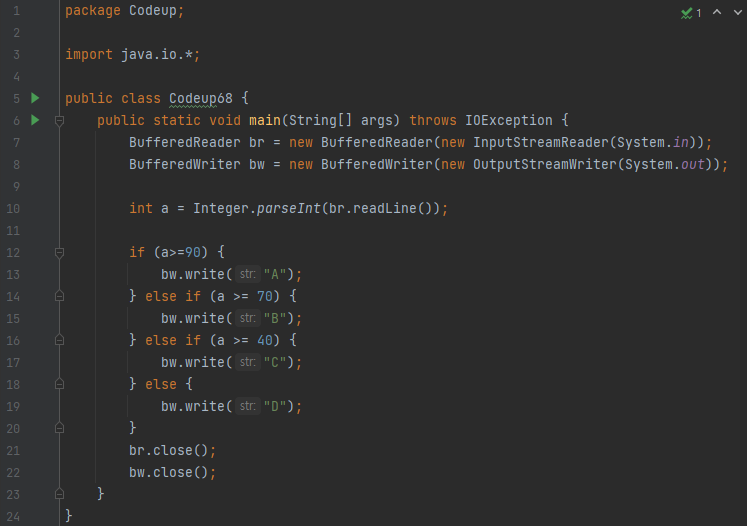 1 package Codeup;
2
3 import java.io.*;
4
5 public class Codeup68 {
6     public static void main(String[] args) throws IOException {
7         BufferedReader br = new BufferedReader(new InputStreamReader(System.in));
8         BufferedWriter bw = new BufferedWriter(new OutputStreamWriter(System.out));
9
10         int a = Integer.parseInt(br.readLine());
11
12         if (a>=90) {
13             bw.write( str: "A");
14         } else if (a >= 70) {
15             bw.write( str: "B");
16         } else if (a >= 40) {
17             bw.write( str: "C");
18         } else {
19             bw.write( str: "D");
20         }
21         br.close();
22         bw.close();
23     }
24 }
1